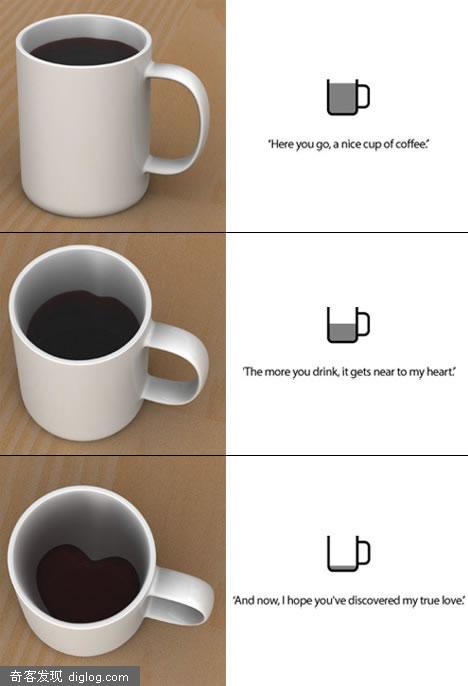 "Here you go, a nice cup of coffee."
'The more you drink, it gets near to my heart."
"And now, I hope you've discovered my true love."
奇客发现 diglog.com